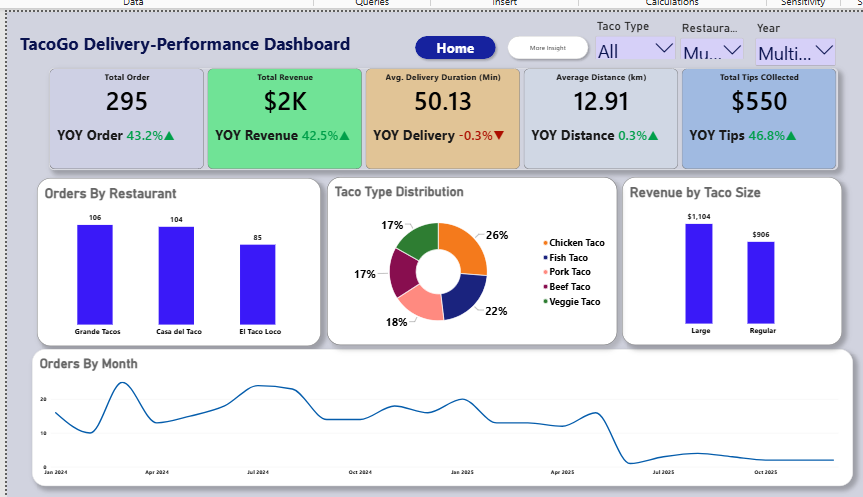 Data Queries Insert Calculations Sensitivity
TacoGo Delivery-Performance Dashboard
Home
More Insight
Taco Type
All
Restaura...
Mu...
Year
Multi...
Total Order
295
YOY Order 43.2%▲
Total Revenue
$2K
YOY Revenue 42.5%▲
Avg. Delivery Duration (Min)
50.13
YOY Delivery -0.3%▼
Average Distance (km)
12.91
YOY Distance 0.3%▲
Total Tips COllected
$550
YOY Tips 46.8%▲
Orders By Restaurant
106
104
85
Grande Tacos
Casa del Taco
El Taco Loco
Taco Type Distribution
17%
26%
17%
22%
18%
Chicken Taco
Fish Taco
Pork Taco
Beef Taco
Veggie Taco
Revenue by Taco Size
$1,104
$906
Large
Regular
Orders By Month
20
10
0
Jan 2024
Apr 2024
Jul 2024
Oct 2024
Jan 2025
Apr 2025
Jul 2025
Oct 2025